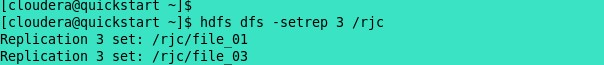 [cloudera@quickstart ~]$
[cloudera@quickstart ~]$ hdfs dfs -setrep 3 /rjc
Replication 3 set: /rjc/file_01
Replication 3 set: /rjc/file_03